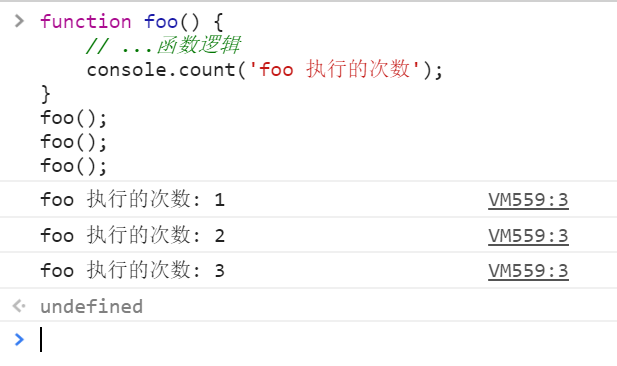 function foo() {
    // ...函数逻辑
    console.count('foo 执行的次数');
}
foo();
foo();
foo();
foo 执行的次数: 1 VM559:3
foo 执行的次数: 2 VM559:3
foo 执行的次数: 3 VM559:3
undefined